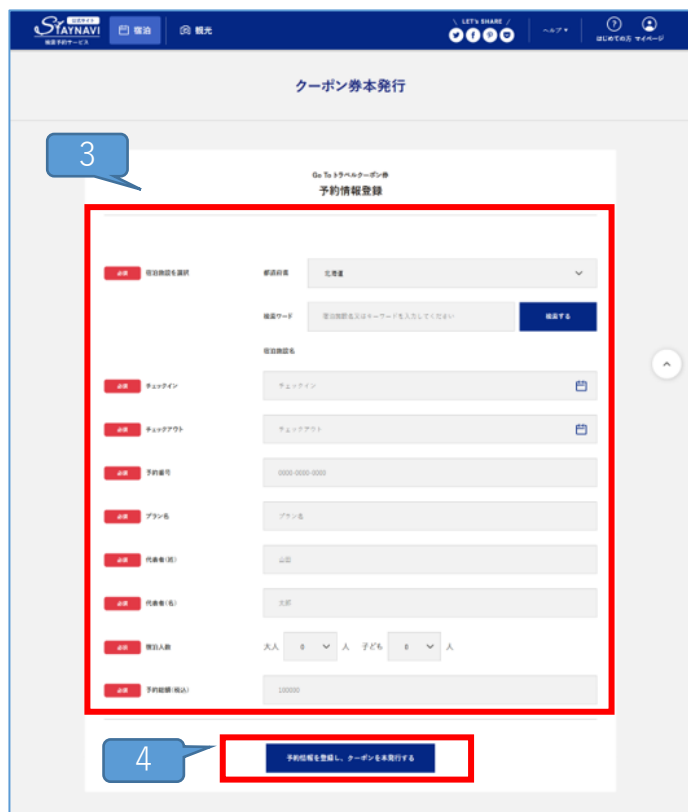 公式サイト
STAYNAVI
検索予約サービス
宿泊
観光
\ LET's SHARE /
ヘルプ▼
?
はじめての方
マイページ
クーポン券本発行
3
Go To トラベルクーポン券
予約情報登録
必須 宿泊施設を選択 都道府県 北海道
検索ワード 宿泊施設名又はキーワードを入力してください 検索する
宿泊施設名
必須 チェックイン チェックイン
必須 チェックアウト チェックアウト
必須 予約番号 0000-0000-0000
必須 プラン名 プラン名
必須 代表者(姓) 山田
必須 代表者(名) 太郎
必須 宿泊人数 大人 0 人 子ども 0 人
必須 予約総額(税込) 100000
4
予約情報を登録し、クーポンを本発行する